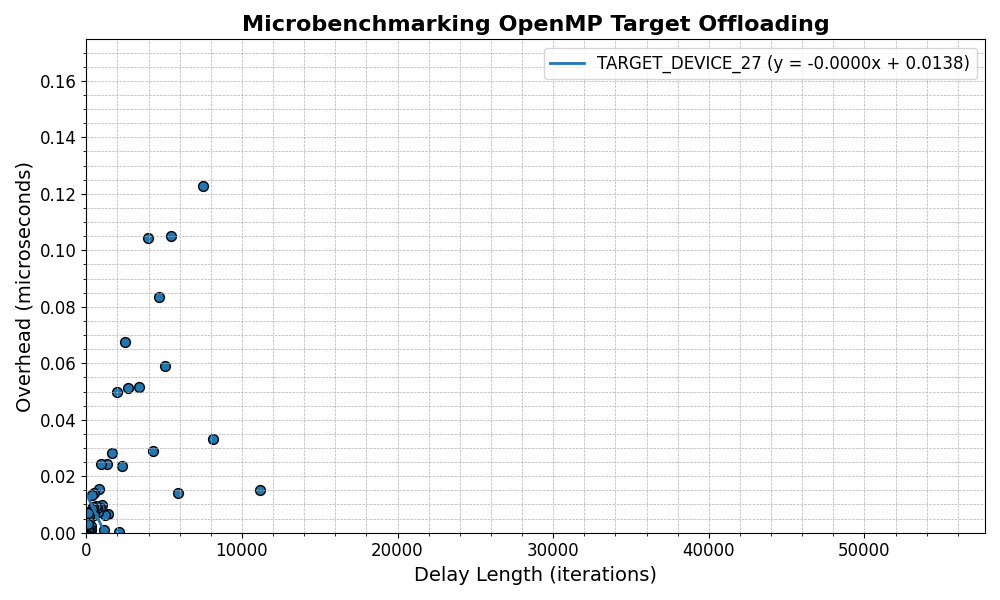 Microbenchmarking OpenMP Target Offloading
TARGET_DEVICE_27 (y = -0.0000x + 0.0138)
Overhead (microseconds)
0.16
0.14
0.12
0.10
0.08
0.06
0.04
0.02
0.00
0 10000 20000 30000 40000 50000
Delay Length (iterations)